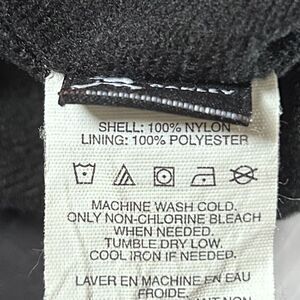 SHELL: 100% NYLON
LINING: 100% POLYESTER
MACHINE WASH COLD.
ONLY NON-CHLORINE BLEACH
WHEN NEEDED.
TUMBLE DRY LOW.
COOL IRON IF NEEDED.
LAVER EN MACHINE EN EAU
FROIDE.
NON